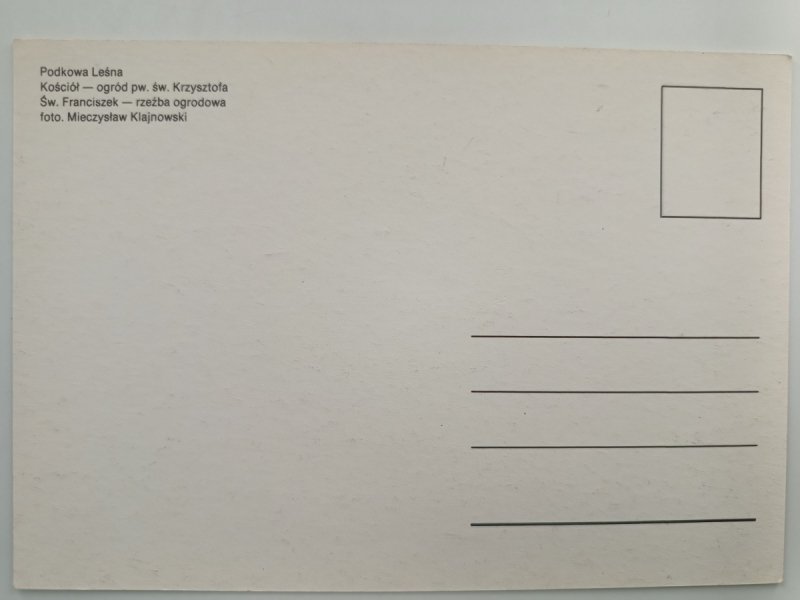 Podkowa Leśna
Kościół — ogród pw. św. Krzysztofa
Św. Franciszek — rzeźba ogrodowa
foto. Mieczysław Klajnowski